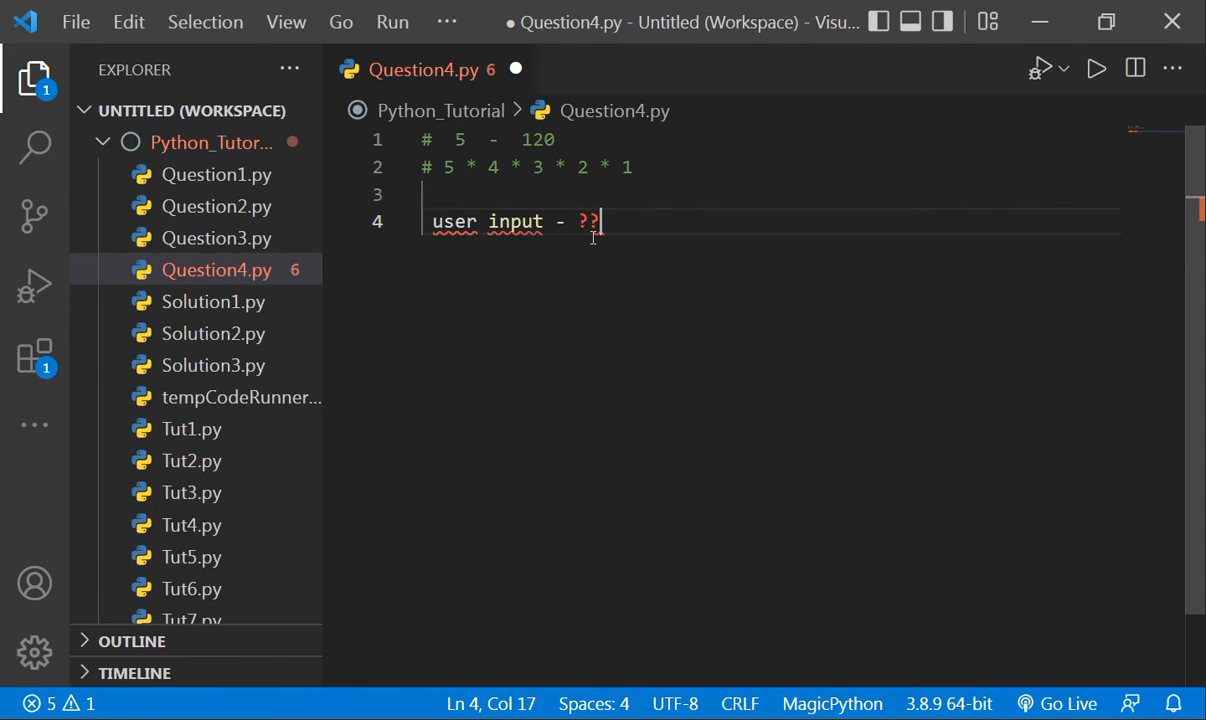 File Edit Selection View Go Run ··· ● Question4.py - Untitled (Workspace) - Visu...
EXPLORER ···
Question4.py 6 ●
UNTITLED (WORKSPACE)
Python_Tutorial > Question4.py
Python_Tutor...
Question1.py
Question2.py
Question3.py
Question4.py 6
Solution1.py
Solution2.py
Solution3.py
tempCodeRunner...
Tut1.py
Tut2.py
Tut3.py
Tut4.py
Tut5.py
Tut6.py
Tut7.py
OUTLINE
TIMELINE
1
1
1 #  5  -  120
2 # 5 * 4 * 3 * 2 * 1
3
4 user input - ??
5 1 Ln 4, Col 17 Spaces: 4 UTF-8 CRLF MagicPython 3.8.9 64-bit Go Live